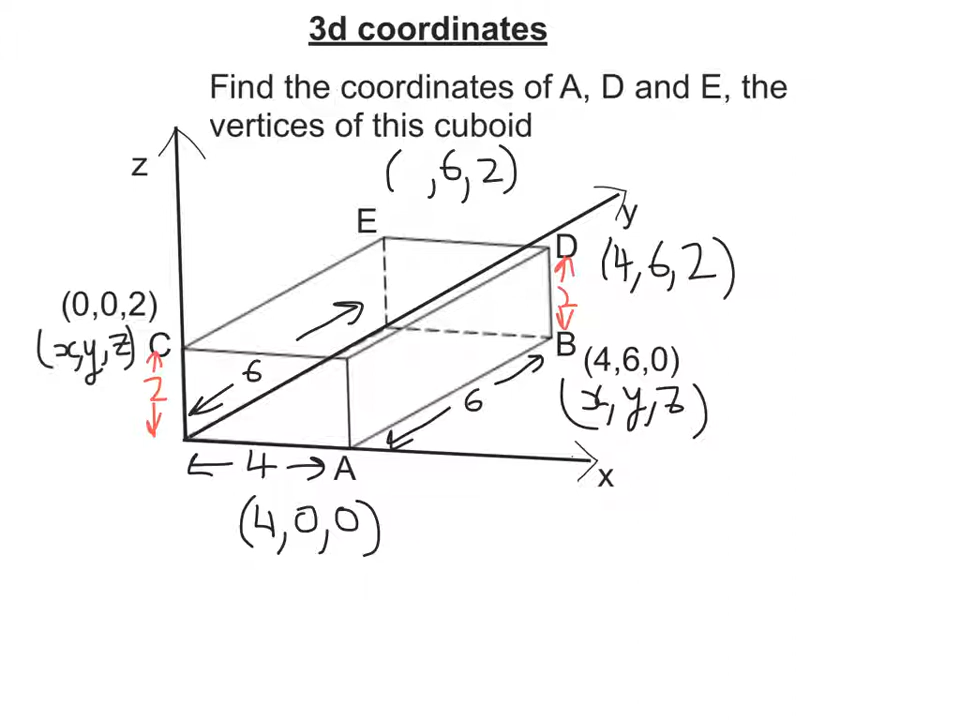 3d coordinates
Find the coordinates of A, D and E, the
vertices of this cuboid
z
( ,6,2)
E
y
D (4,6,2)
(0,0,2)
2
(x,y,z) C
B (4,6,0)
2
6
6
(x,y,z)
← 4 → A
x
(4,0,0)